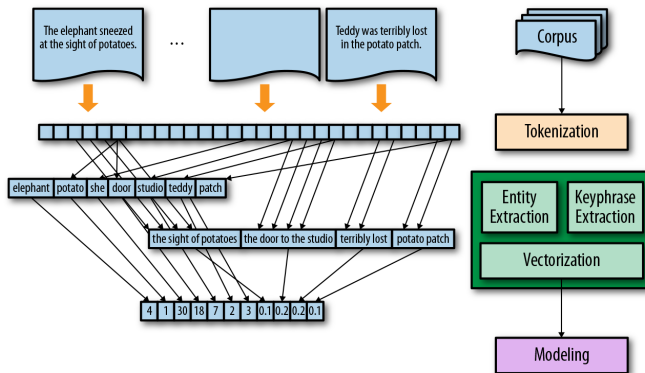 The elephant sneezed
at the sight of potatoes.
...
Teddy was terribly lost
in the potato patch.
Corpus
Tokenization
elephant potato she door studio teddy patch
Entity
Extraction
Keyphrase
Extraction
the sight of potatoes the door to the studio terribly lost potato patch
Vectorization
4 1 30 18 7 2 3 0.1 0.2 0.2 0.1
Modeling